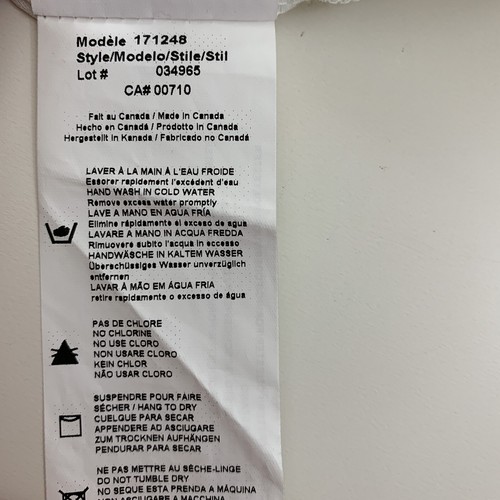 Modèle 171248
Style/Modelo/Stile/Stil
Lot # 034965
CA# 00710
Fait au Canada / Made in Canada
Hecho en Canadá / Prodotto in Canada
Hergestellt in Kanada / Fabricado no Canadá
LAVER À LA MAIN À L'EAU FROIDE
Essorer rapidement l'excédent d'eau
HAND WASH IN COLD WATER
Remove excess water promptly
LAVE A MANO EN AGUA FRÍA
Elimine rápidamente el exceso de agua
LAVARE A MANO IN ACQUA FREDDA
Rimuovere subito l'acqua in eccesso
HANDWÄSCHE IN KALTEM WASSER
Überschüssiges Wasser unverzüglich
entfernen
LAVAR À MÃO EM ÁGUA FRIA
retire rapidamente o excesso de água
PAS DE CHLORE
NO CHLORINE
NO USE CLORO
NON USARE CLORO
KEIN CHLOR
NÃO USAR CLORO
SUSPENDRE POUR FAIRE
SÉCHER / HANG TO DRY
CUELGUE PARA SECAR
APPENDERE AD ASCIUGARE
ZUM TROCKNEN AUFHÄNGEN
PENDURAR PARA SECAR
NE PAS METTRE AU SÈCHE-LINGE
DO NOT TUMBLE DRY
NO SEQUE ESTA PRENDA A MÁQUINA
NON ASCIUGARE A MACCHINA